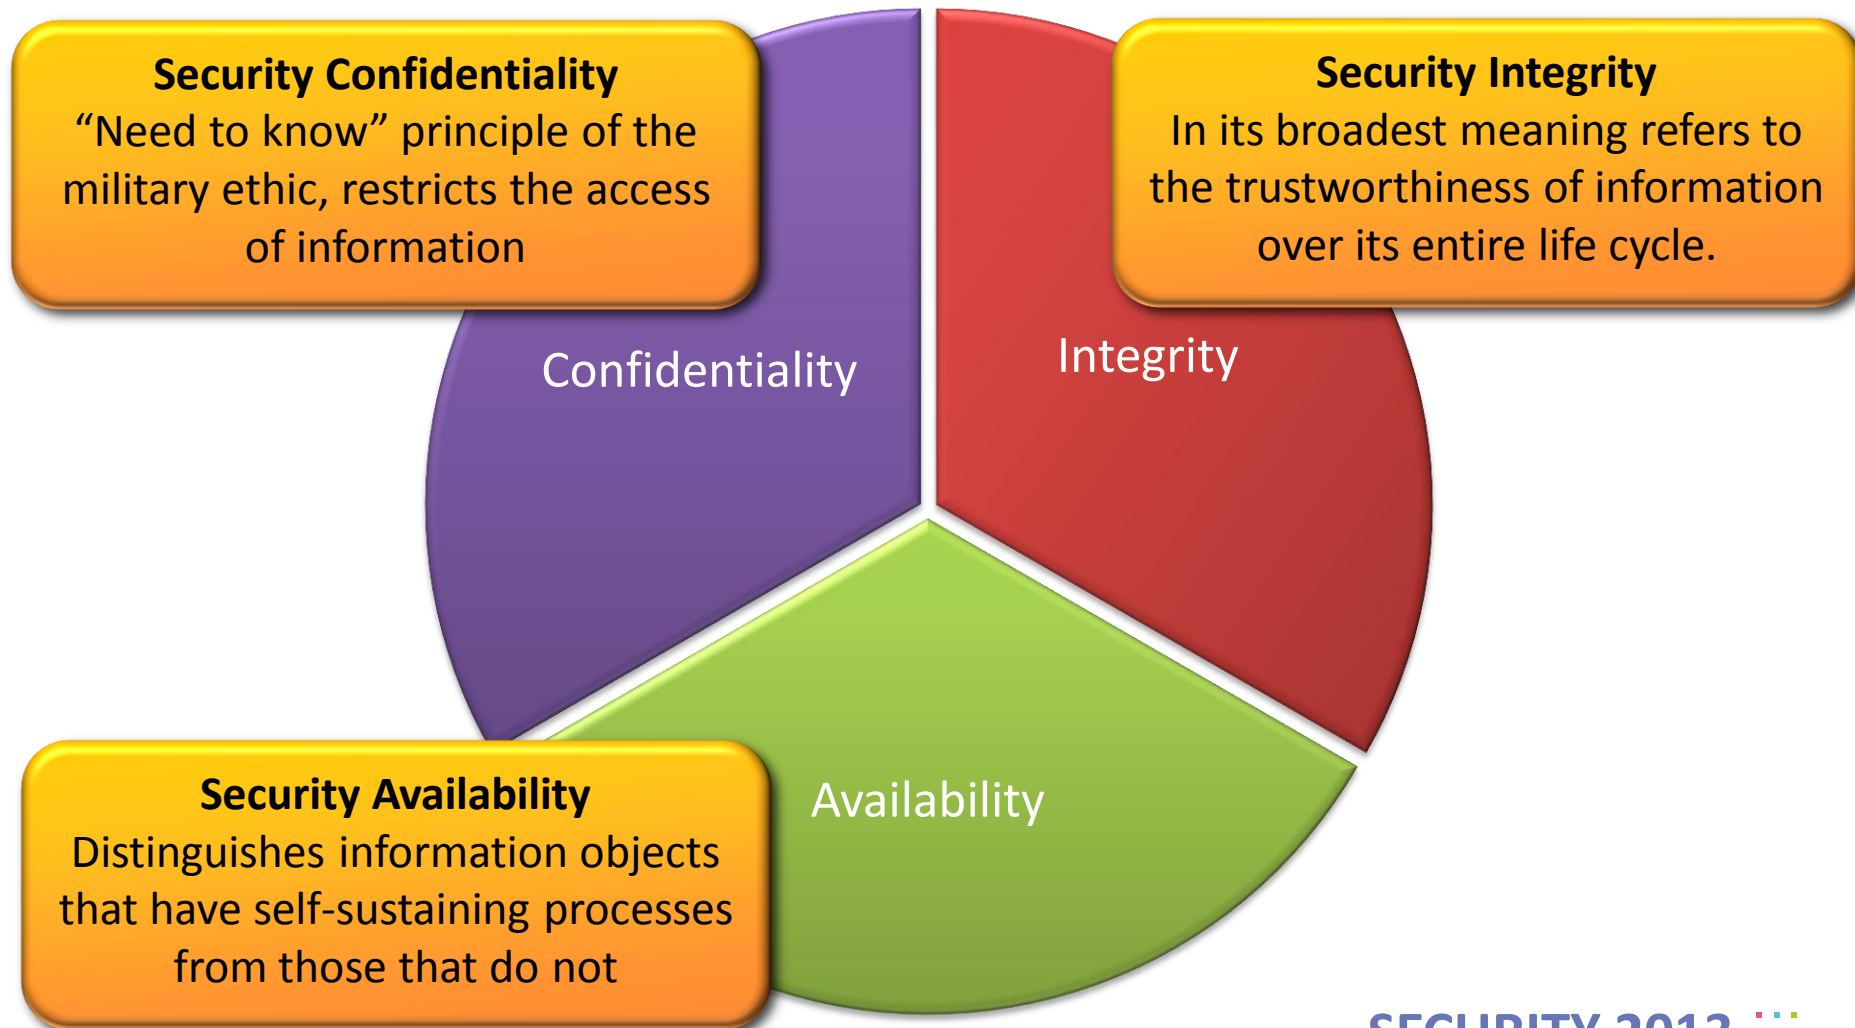 Security Confidentiality
“Need to know” principle of the
military ethic, restricts the access
of information
Security Integrity
In its broadest meaning refers to
the trustworthiness of information
over its entire life cycle.
Confidentiality
Integrity
Availability
Security Availability
Distinguishes information objects
that have self-sustaining processes
from those that do not
SECURITY 2013